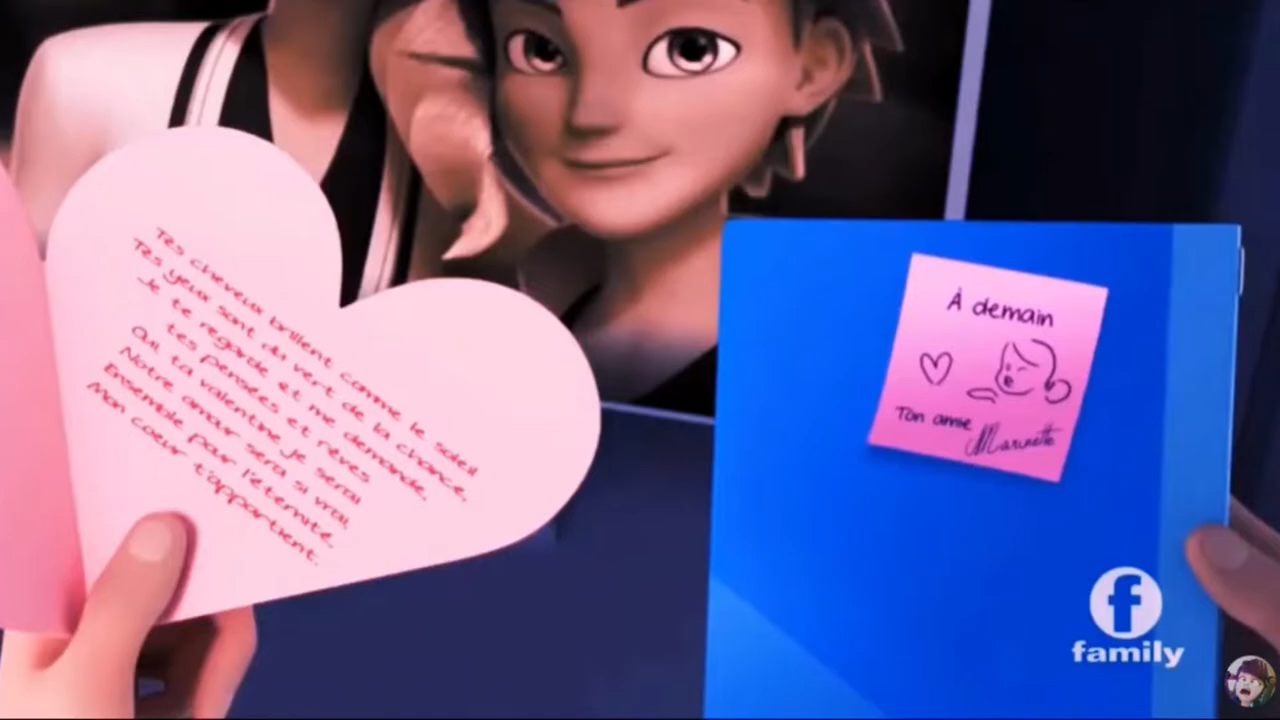 Tes cheveux brillent comme le soleil
Tes yeux sont du vert de la chance,
Je te regarde et me demande,
tes pensées et rêves
Oui, ta valentine je serai
Notre amour sera si vrai,
Ensemble pour l'éternité.
Mon cœur t'appartient.
À demain
Ton amie
Marinette
f
family